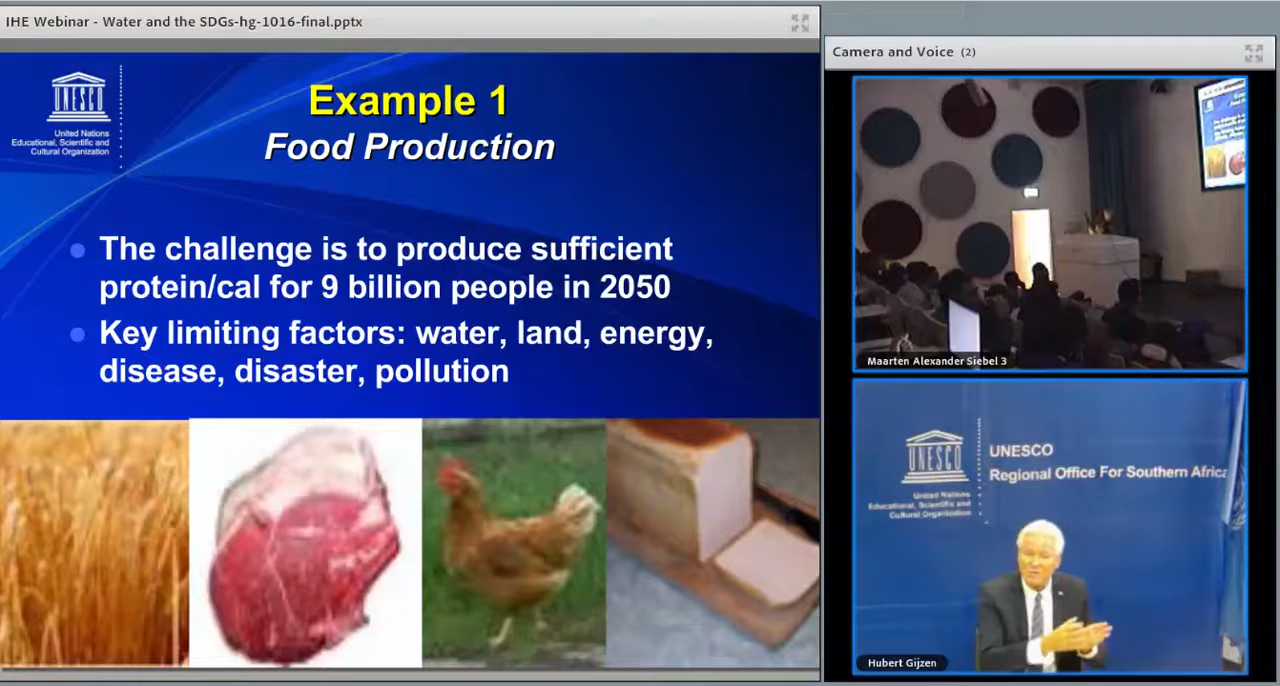 IHE Webinar - Water and the SDGs-hg-1016-final.pptx
UNESCO
United Nations
Educational, Scientific and
Cultural Organization
Example 1
Food Production
The challenge is to produce sufficient
protein/cal for 9 billion people in 2050
Key limiting factors: water, land, energy,
disease, disaster, pollution
Camera and Voice (2)
Maarten Alexander Siebel 3
UNESCO
United Nations
Educational, Scientific and
Cultural Organization
UNESCO
Regional Office For Southern Africa
Hubert Gijzen